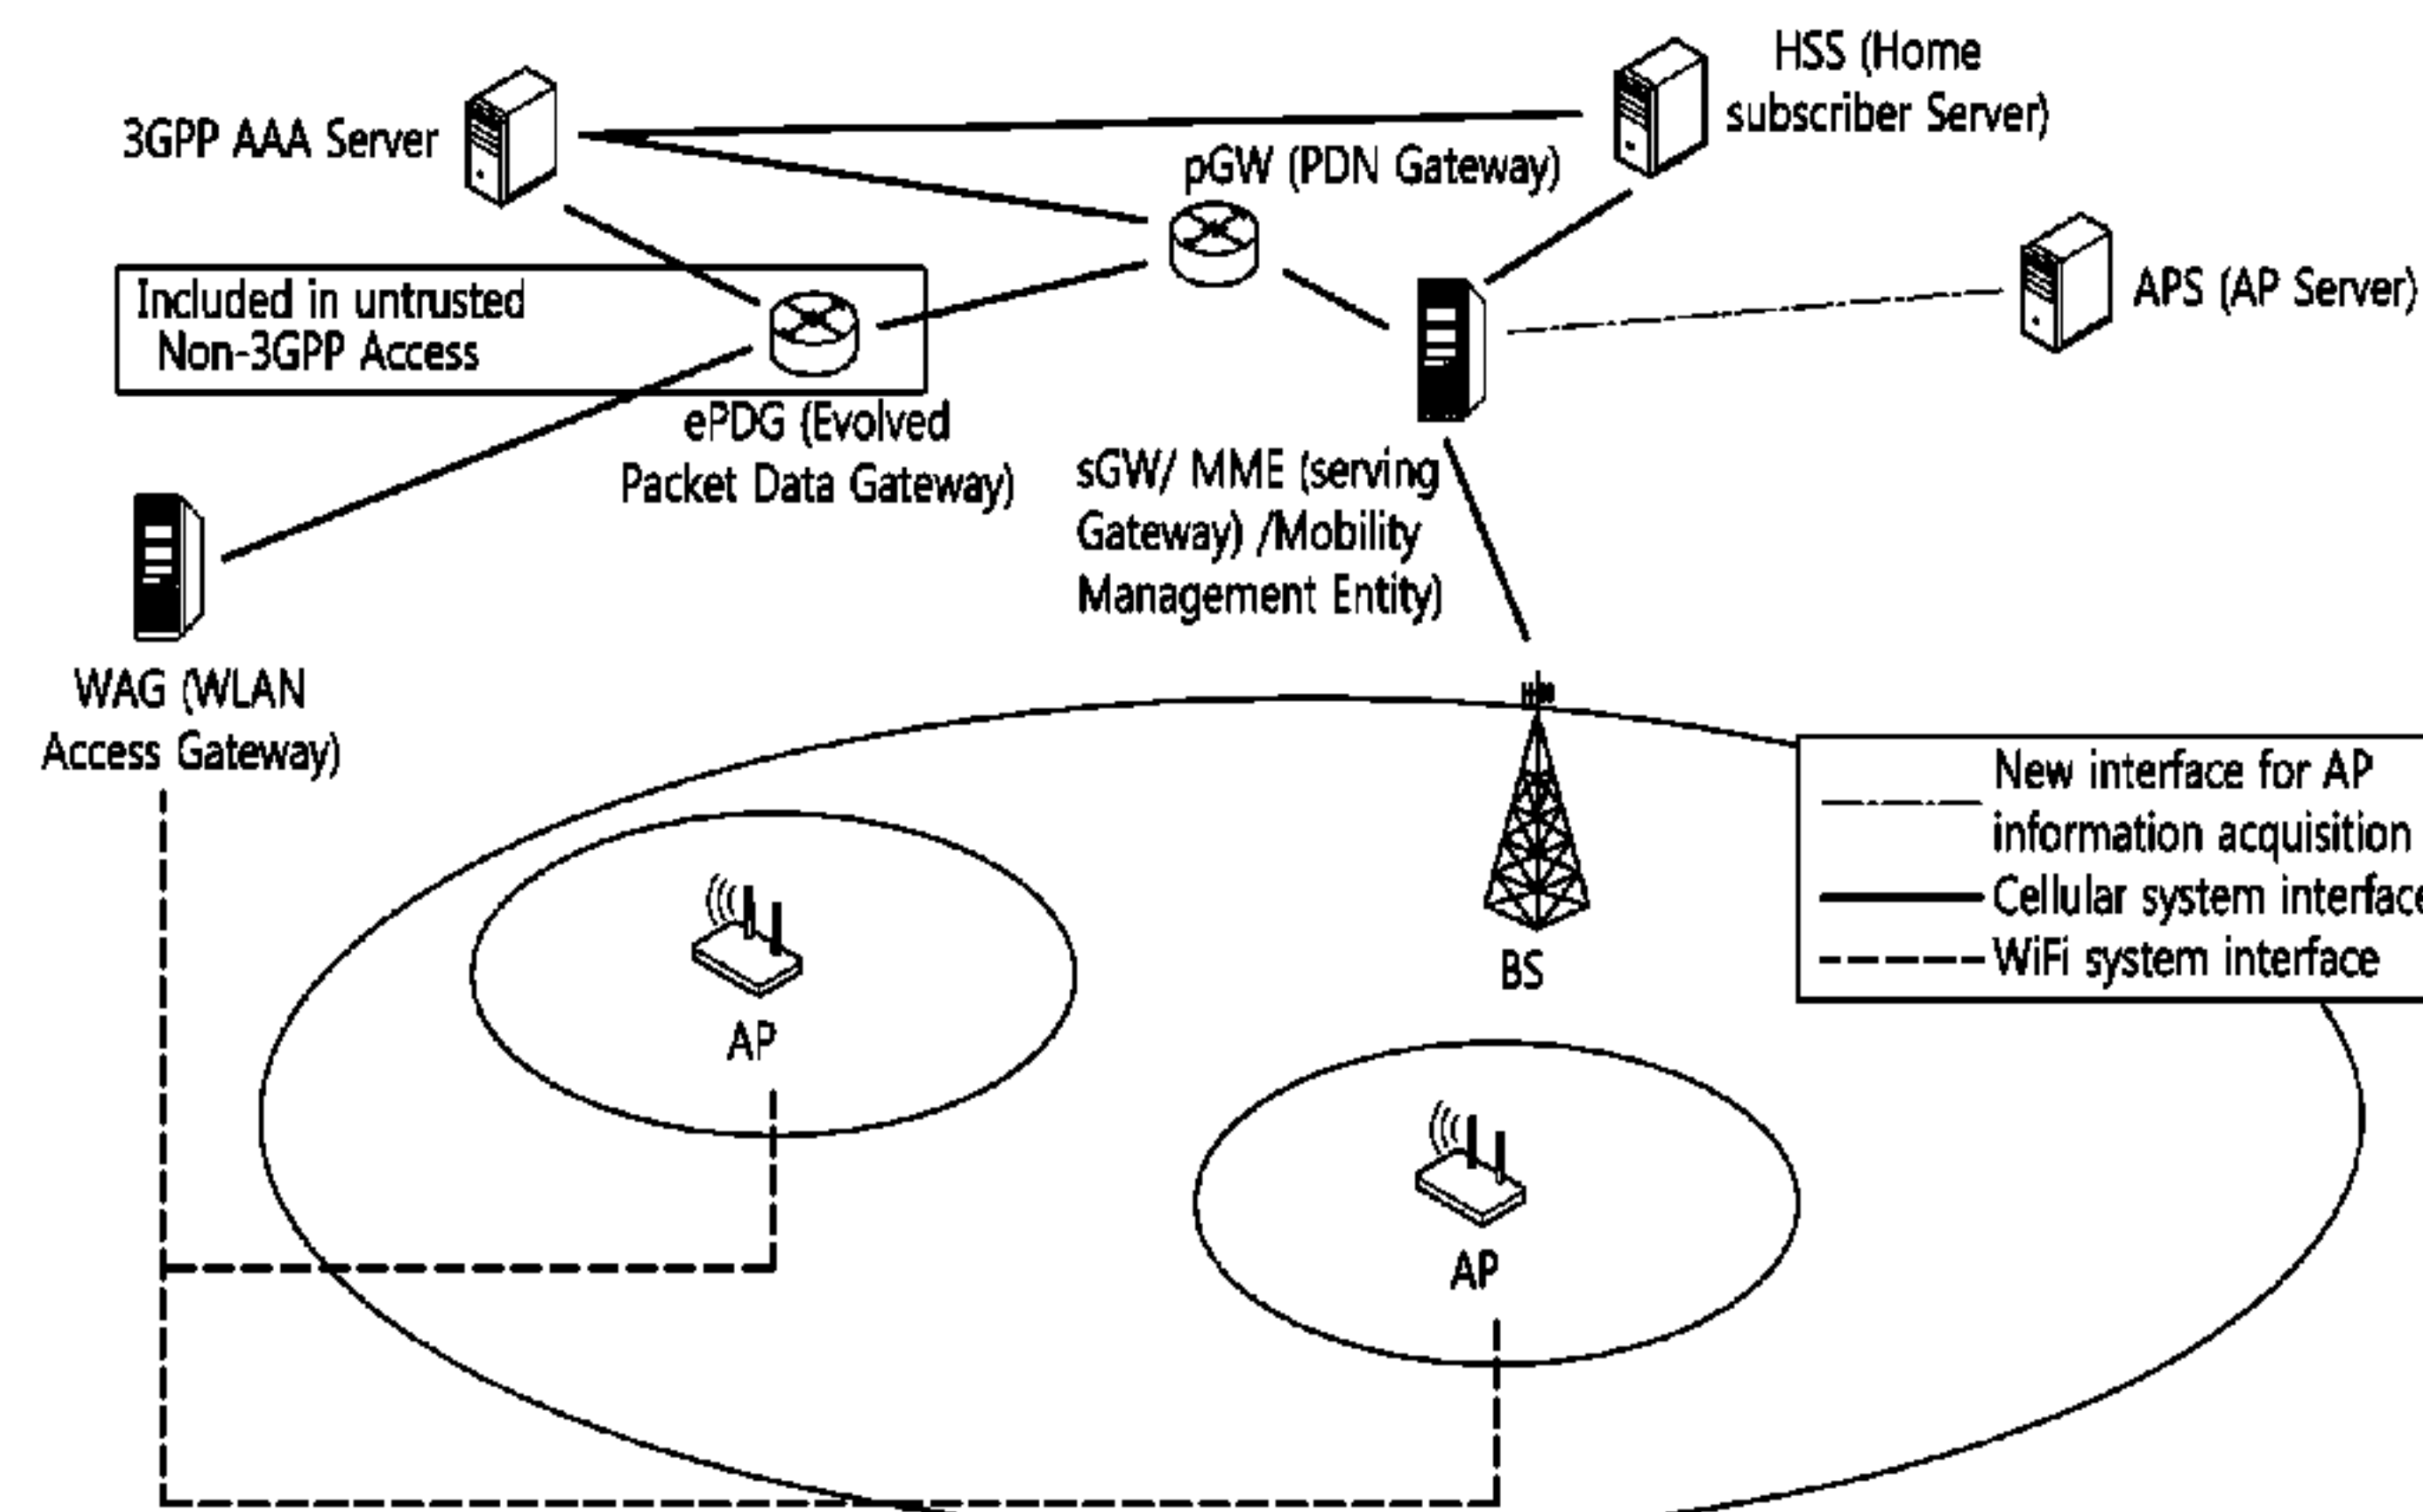 HSS (Home
subscriber Server)
3GPP AAA Server
pGW (PDN Gateway)
APS (AP Server)
Included in untrusted
Non-3GPP Access
ePDG (Evolved
Packet Data Gateway)
sGW/ MME (serving
Gateway) /Mobility
Management Entity)
WAG (WLAN
Access Gateway)
New interface for AP
information acquisition
Cellular system interface
WiFi system interface
BS
AP
AP